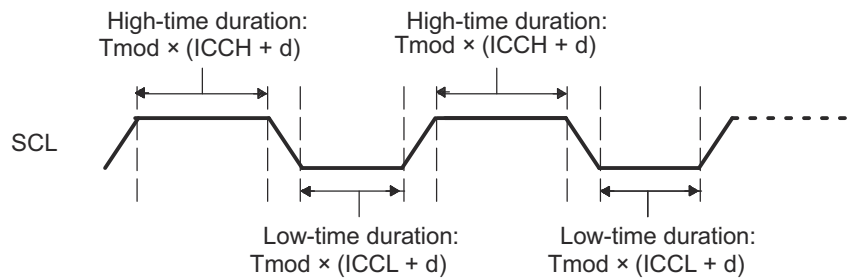 High-time duration:
Tmod × (ICCH + d)
High-time duration:
Tmod × (ICCH + d)
SCL
Low-time duration:
Tmod × (ICCL + d)
Low-time duration:
Tmod × (ICCL + d)